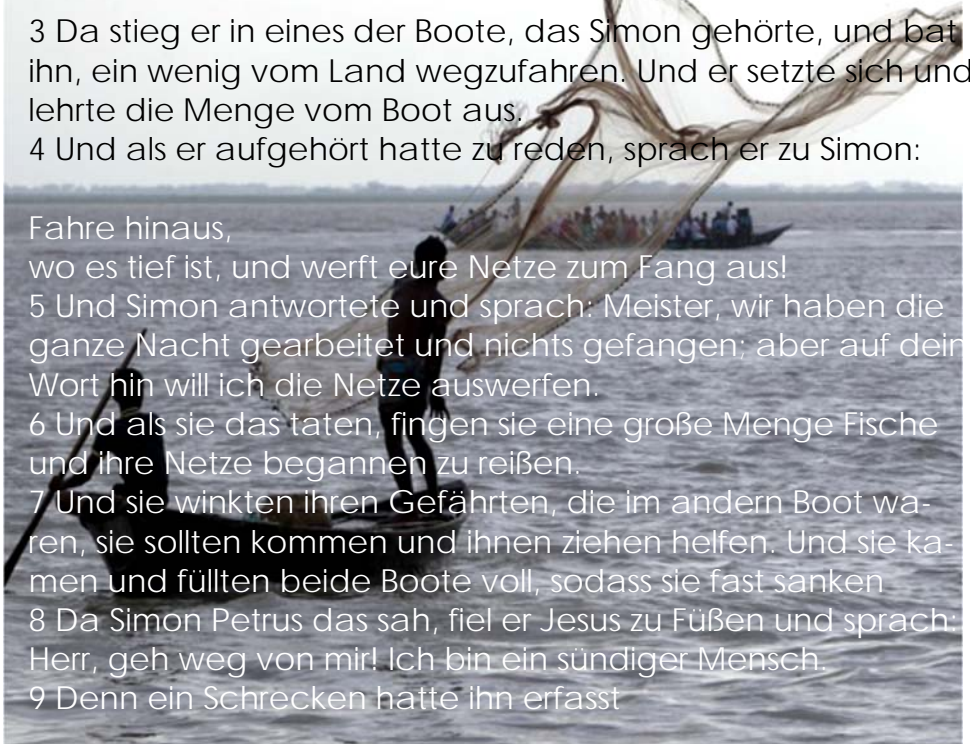 3 Da stieg er in eines der Boote, das Simon gehörte, und bat
ihn, ein wenig vom Land wegzufahren. Und er setzte sich und
lehrte die Menge vom Boot aus.
4 Und als er aufgehört hatte zu reden, sprach er zu Simon:
Fahre hinaus,
wo es tief ist, und werft eure Netze zum Fang aus!
5 Und Simon antwortete und sprach: Meister, wir haben die
ganze Nacht gearbeitet und nichts gefangen; aber auf dein
Wort hin will ich die Netze auswerfen.
6 Und als sie das taten, fingen sie eine große Menge Fische
und ihre Netze begannen zu reißen.
7 Und sie winkten ihren Gefährten, die im andern Boot wa-
ren, sie sollten kommen und ihnen ziehen helfen. Und sie ka-
men und füllten beide Boote voll, sodass sie fast sanken
8 Da Simon Petrus das sah, fiel er Jesus zu Füßen und sprach:
Herr, geh weg von mir! Ich bin ein sündiger Mensch.
9 Denn ein Schrecken hatte ihn erfasst